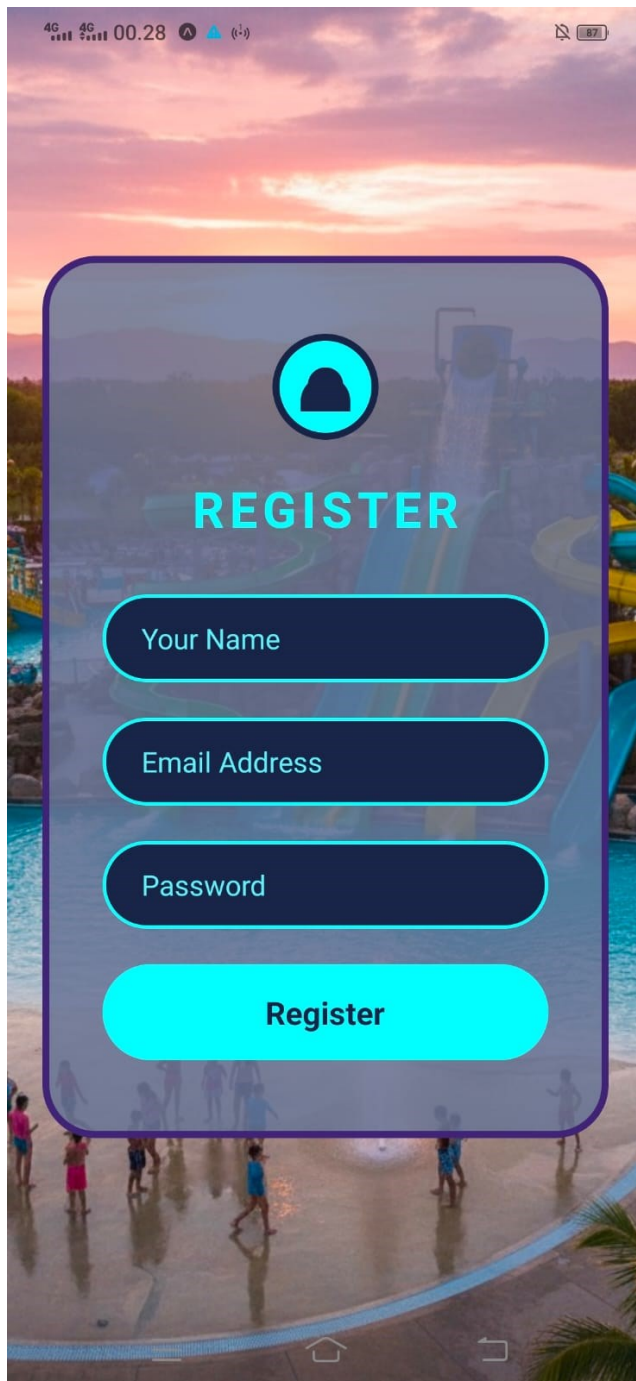 4G 4G 00.28 87
REGISTER
Your Name
Email Address
Password
Register